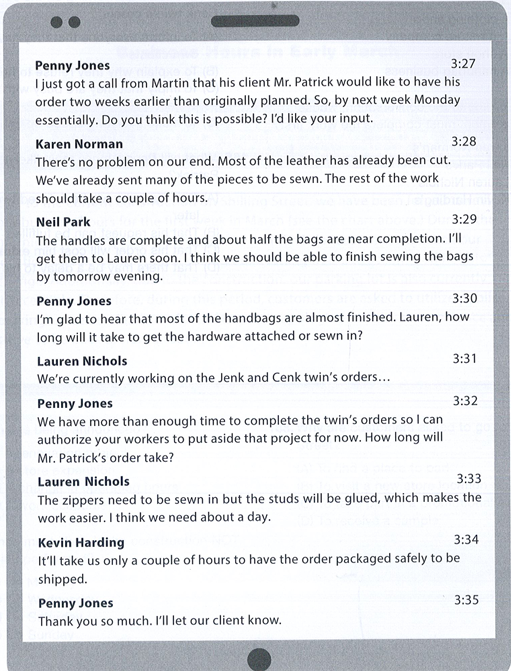 Penny Jones 3:27
I just got a call from Martin that his client Mr. Patrick would like to have his
order two weeks earlier than originally planned. So, by next week Monday
essentially. Do you think this is possible? I'd like your input.
Karen Norman 3:28
There's no problem on our end. Most of the leather has already been cut.
We've already sent many of the pieces to be sewn. The rest of the work
should take a couple of hours.
Neil Park 3:29
The handles are complete and about half the bags are near completion. I'll
get them to Lauren soon. I think we should be able to finish sewing the bags
by tomorrow evening.
Penny Jones 3:30
I'm glad to hear that most of the handbags are almost finished. Lauren, how
long will it take to get the hardware attached or sewn in?
Lauren Nichols 3:31
We're currently working on the Jenk and Cenk twin's orders...
Penny Jones 3:32
We have more than enough time to complete the twin's orders so I can
authorize your workers to put aside that project for now. How long will
Mr. Patrick's order take?
Lauren Nichols 3:33
The zippers need to be sewn in but the studs will be glued, which makes the
work easier. I think we need about a day.
Kevin Harding 3:34
It'll take us only a couple of hours to have the order packaged safely to be
shipped.
Penny Jones 3:35
Thank you so much. I'll let our client know.